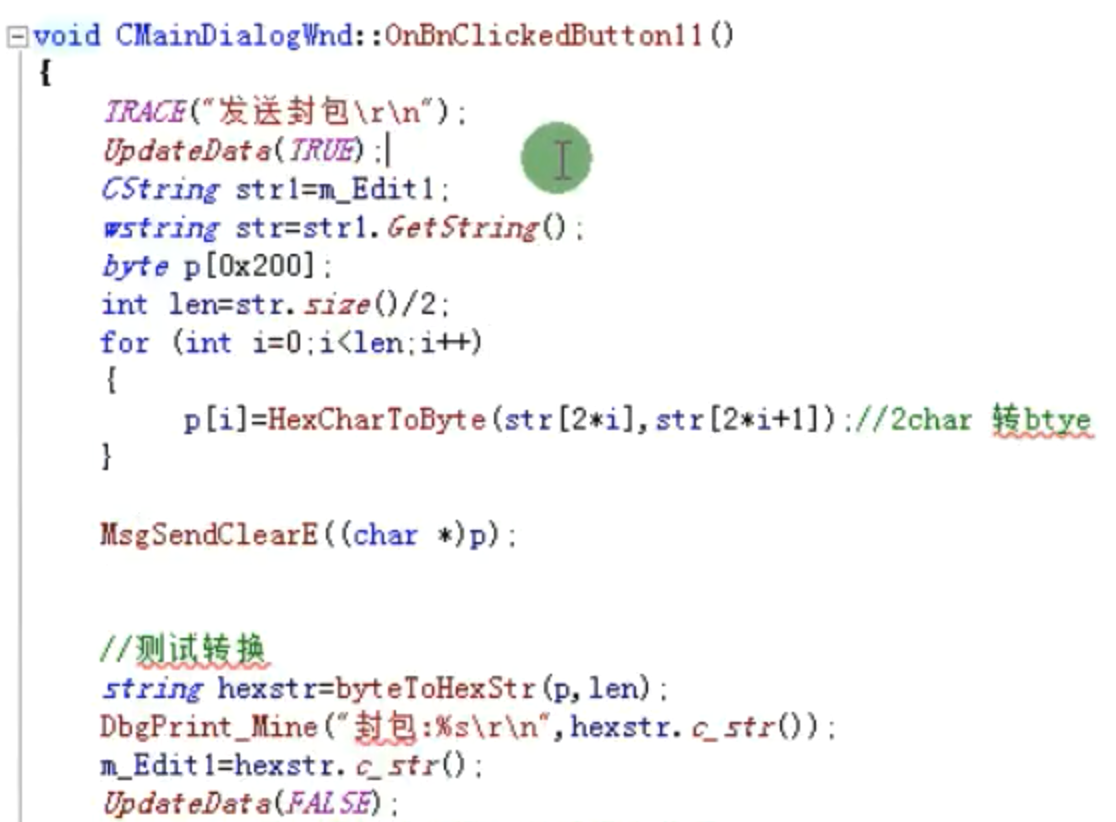 void CMainDialogWnd::OnBnClickedButton11()
{
TRACE("发送封包\r\n");
UpdateData(TRUE);
CString str1=m_Edit1;
wstring str=str1.GetString();
byte p[0x200];
int len=str.size()/2;
for (int i=0;i<len;i++)
{
p[i]=HexCharToByte(str[2*i],str[2*i+1]);//2char 转btye
}
MsgSendClearE((char *)p);
//测试转换
string hexstr=byteToHexStr(p,len);
DbgPrint_Mine("封包:%s\r\n",hexstr.c_str());
m_Edit1=hexstr.c_str();
UpdateData(FALSE);